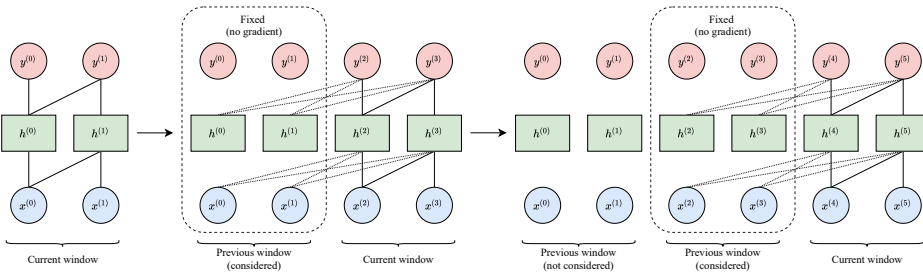 Fixed
(no gradient)
Fixed
(no gradient)
y^{(0)} y^{(1)} y^{(0)} y^{(1)} y^{(2)} y^{(3)} y^{(0)} y^{(1)} y^{(2)} y^{(3)} y^{(4)} y^{(5)}
h^{(0)} h^{(1)} h^{(0)} h^{(1)} h^{(2)} h^{(3)} h^{(0)} h^{(1)} h^{(2)} h^{(3)} h^{(4)} h^{(5)}
x^{(0)} x^{(1)} x^{(0)} x^{(1)} x^{(2)} x^{(3)} x^{(0)} x^{(1)} x^{(2)} x^{(3)} x^{(4)} x^{(5)}
Current window
Previous window
(considered)
Current window
Previous window
(not considered)
Previous window
(considered)
Current window